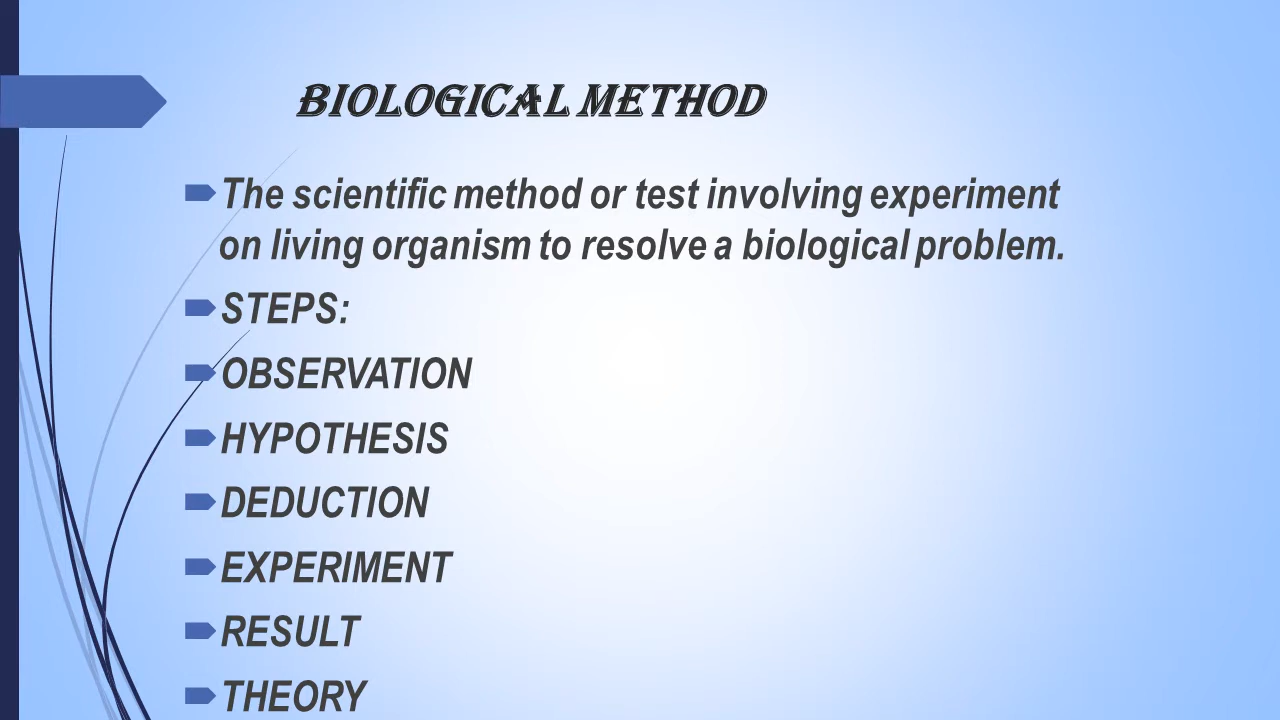 BIOLOGICAL METHOD
The scientific method or test involving experiment
on living organism to resolve a biological problem.
STEPS:
OBSERVATION
HYPOTHESIS
DEDUCTION
EXPERIMENT
RESULT
THEORY